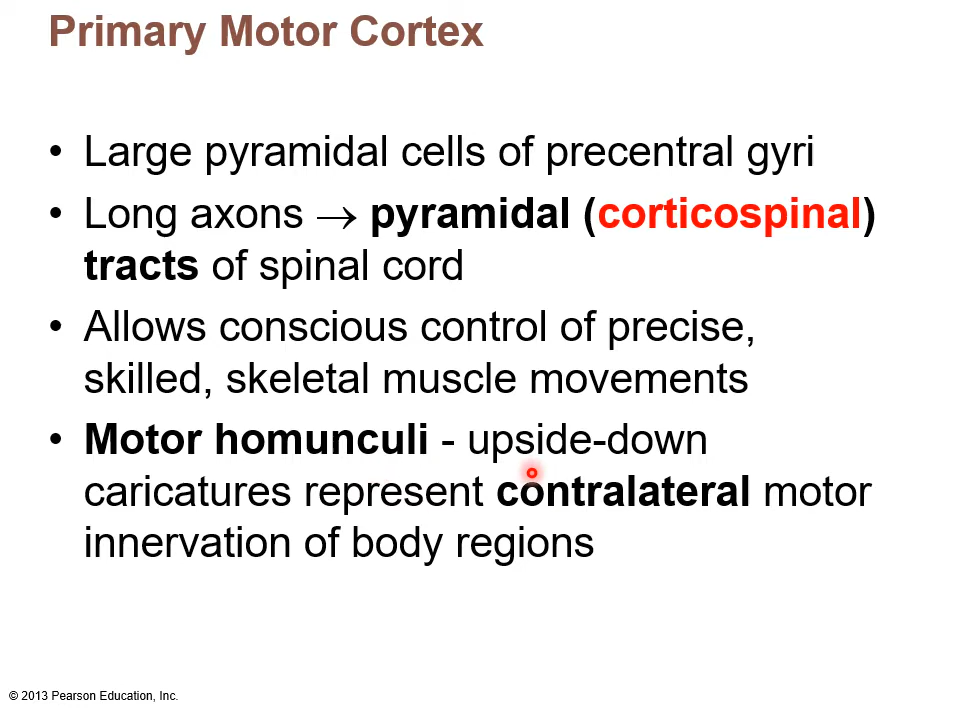 Primary Motor Cortex
• Large pyramidal cells of precentral gyri
• Long axons → pyramidal (corticospinal)
tracts of spinal cord
• Allows conscious control of precise,
skilled, skeletal muscle movements
• Motor homunculi - upside-down
caricatures represent contralateral motor
innervation of body regions
© 2013 Pearson Education, Inc.